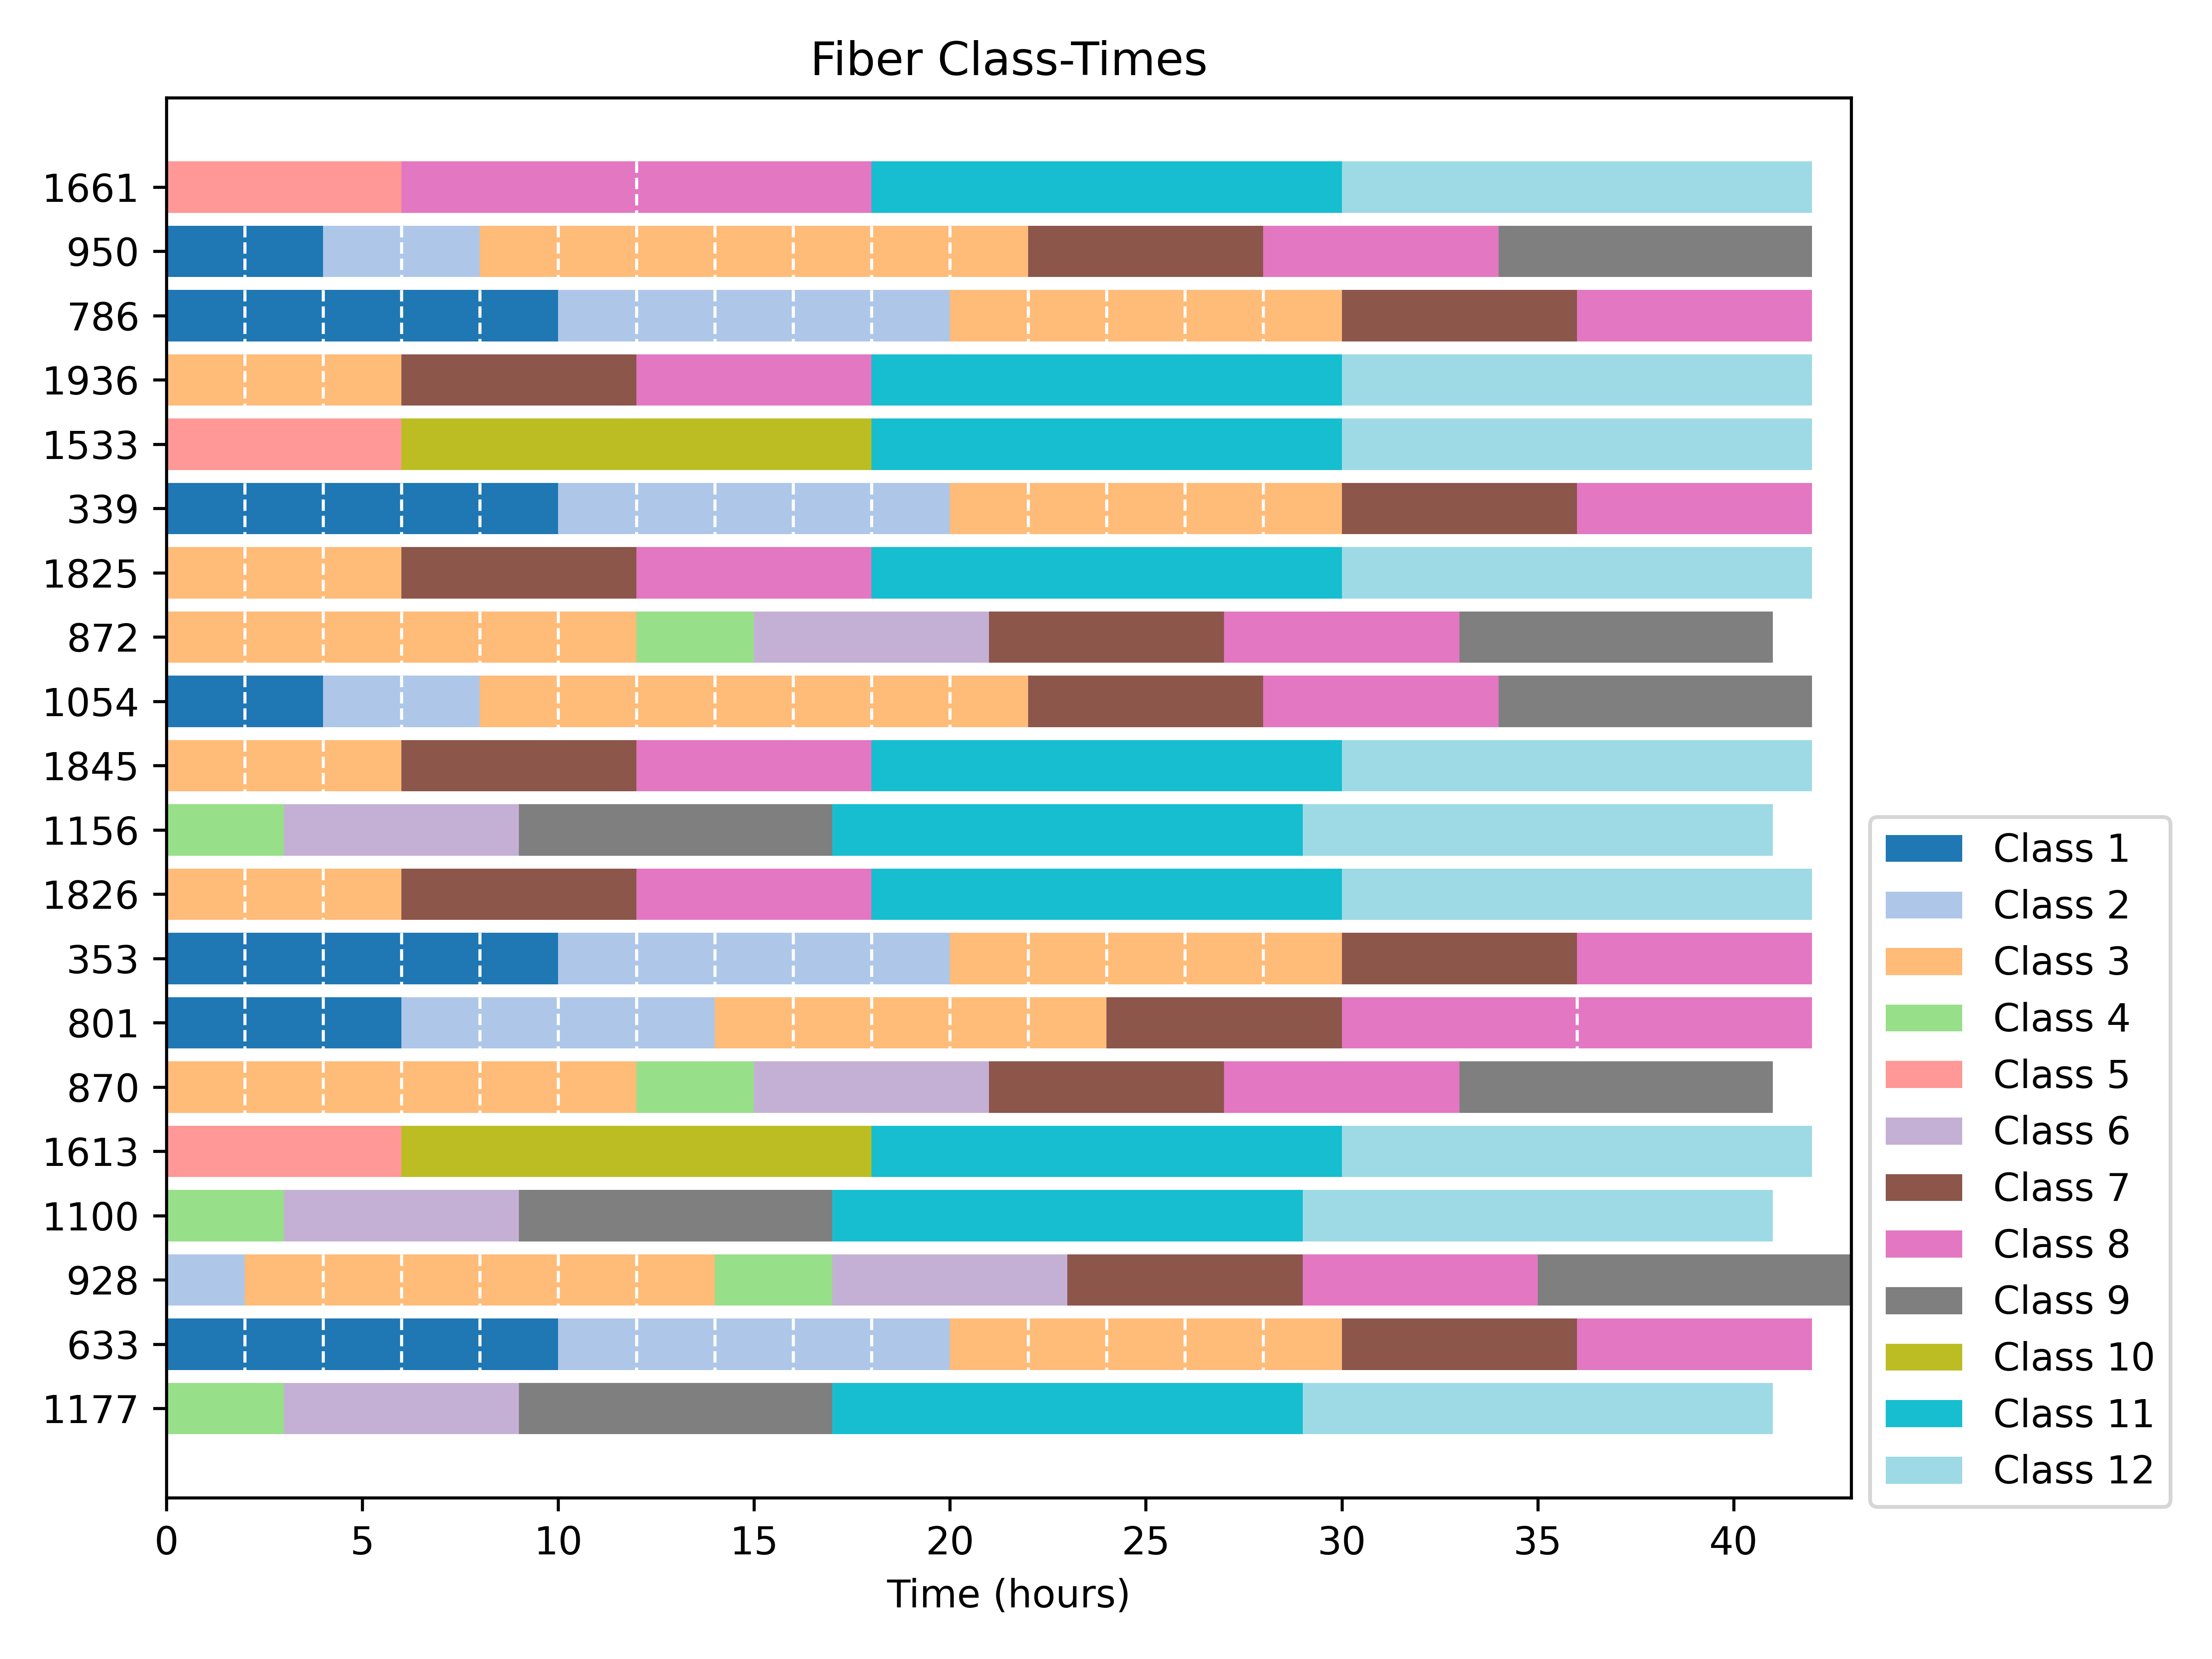 Fiber Class-Times
1661
950
786
1936
1533
339
1825
872
1054
1845
1156
1826
353
801
870
1613
1100
928
633
1177
0 5 10 15 20 25 30 35 40
Time (hours)
Class 1
Class 2
Class 3
Class 4
Class 5
Class 6
Class 7
Class 8
Class 9
Class 10
Class 11
Class 12